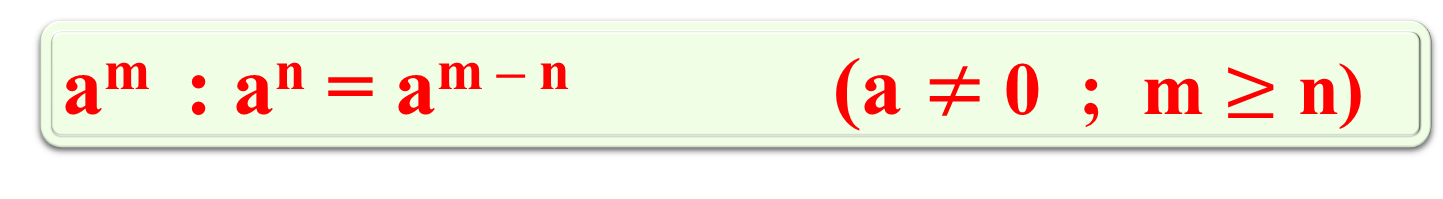 aᵐ : aⁿ = aᵐ⁻ⁿ (a ≠ 0 ; m ≥ n)